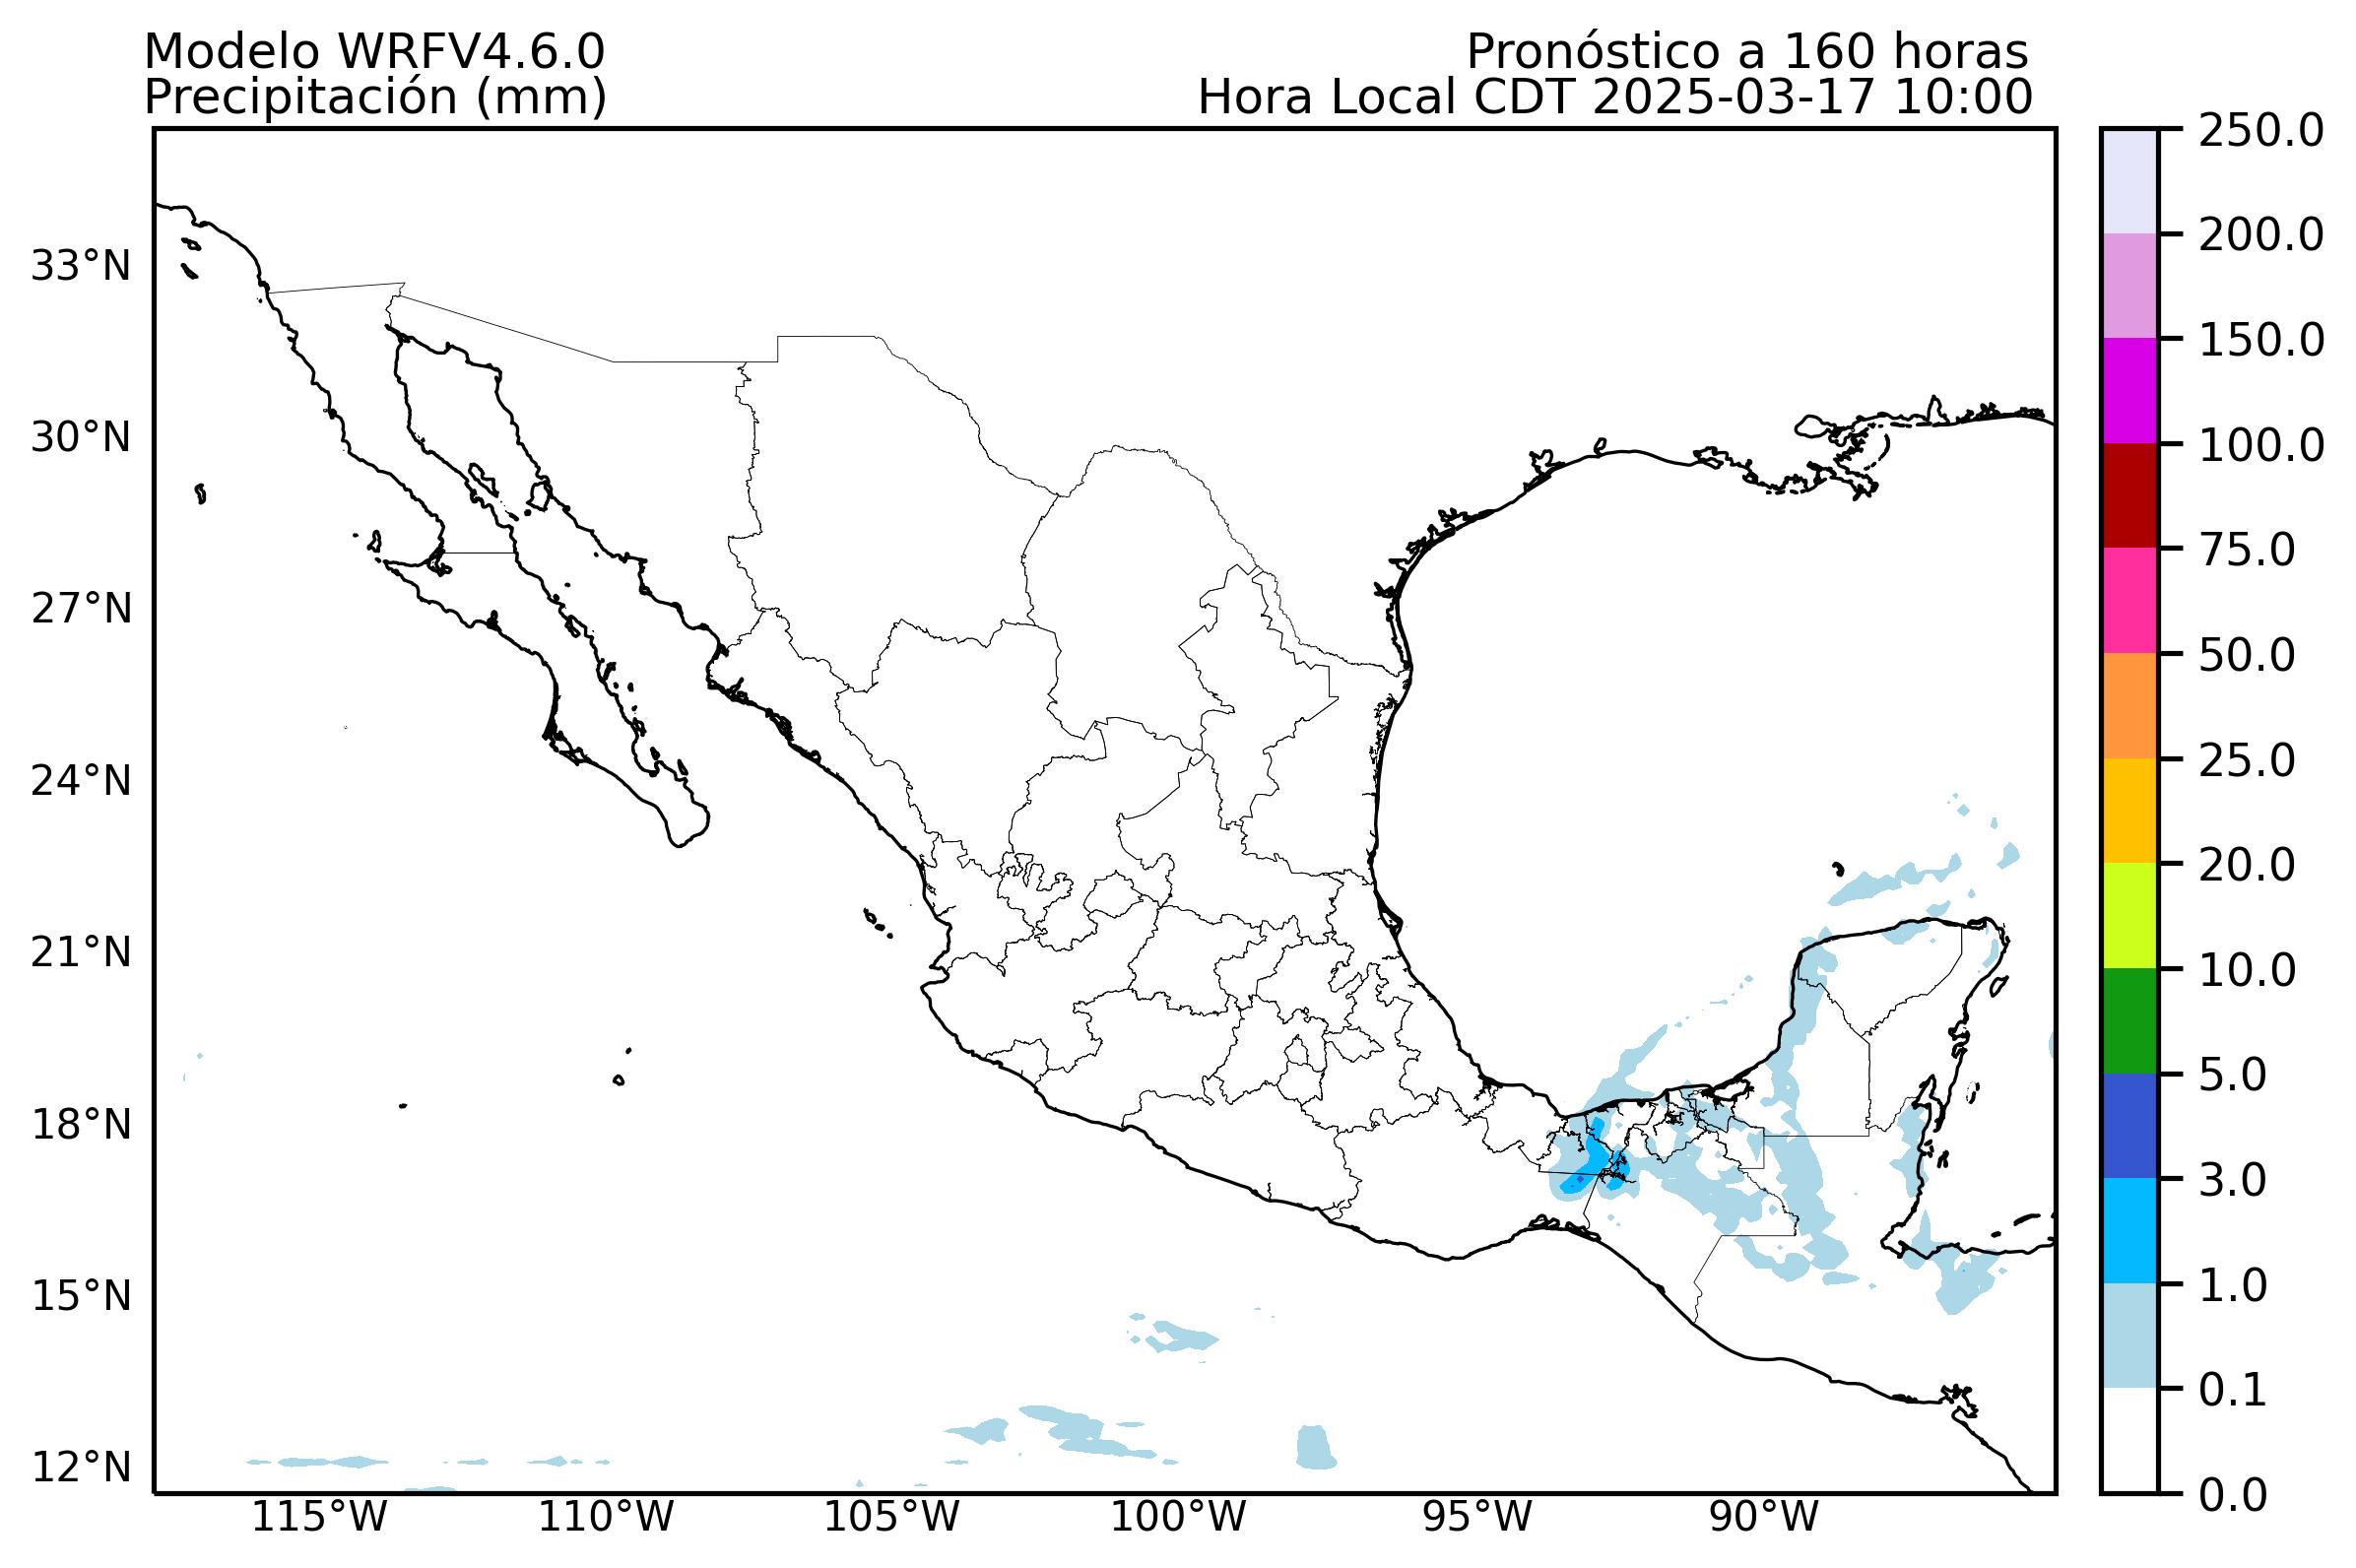 Modelo WRFV4.6.0
Precipitación (mm)
Pronóstico a 160 horas
Hora Local CDT 2025-03-17 10:00
33°N
30°N
27°N
24°N
21°N
18°N
15°N
12°N
115°W
110°W
105°W
100°W
95°W
90°W
250.0
200.0
150.0
100.0
75.0
50.0
25.0
20.0
10.0
5.0
3.0
1.0
0.1
0.0